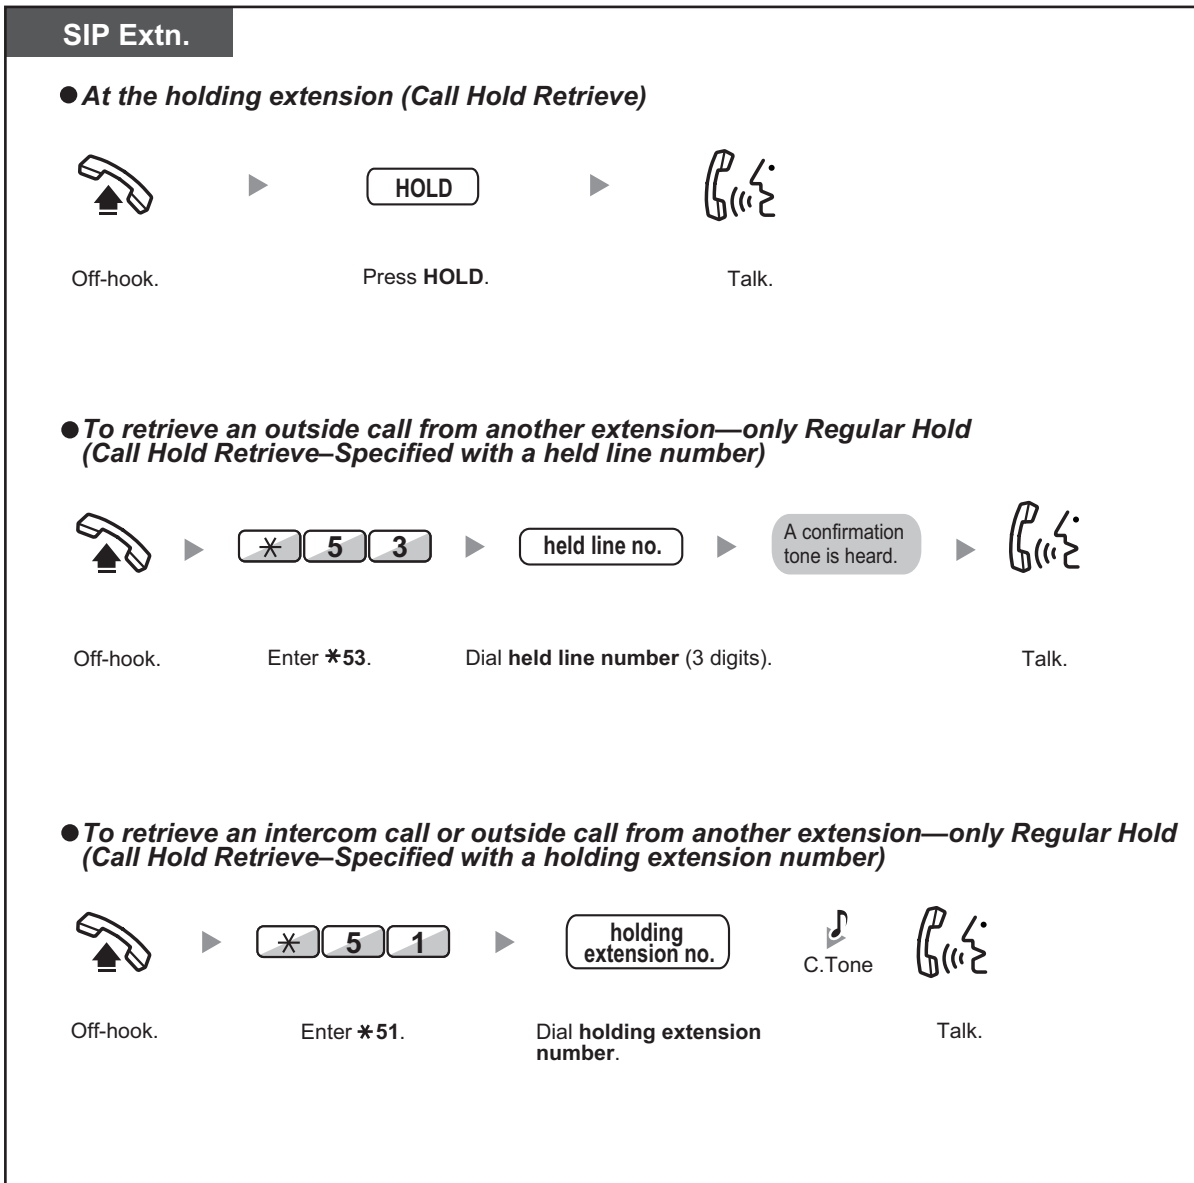 SIP Extn.
● At the holding extension (Call Hold Retrieve)
HOLD
Off-hook.
Press HOLD.
Talk.
● To retrieve an outside call from another extension—only Regular Hold
(Call Hold Retrieve–Specified with a held line number)
* 5 3
held line no.
A confirmation
tone is heard.
Off-hook.
Enter *53.
Dial held line number (3 digits).
Talk.
● To retrieve an intercom call or outside call from another extension—only Regular Hold
(Call Hold Retrieve–Specified with a holding extension number)
* 5 1
holding
extension no.
C.Tone
Off-hook.
Enter *51.
Dial holding extension
number.
Talk.